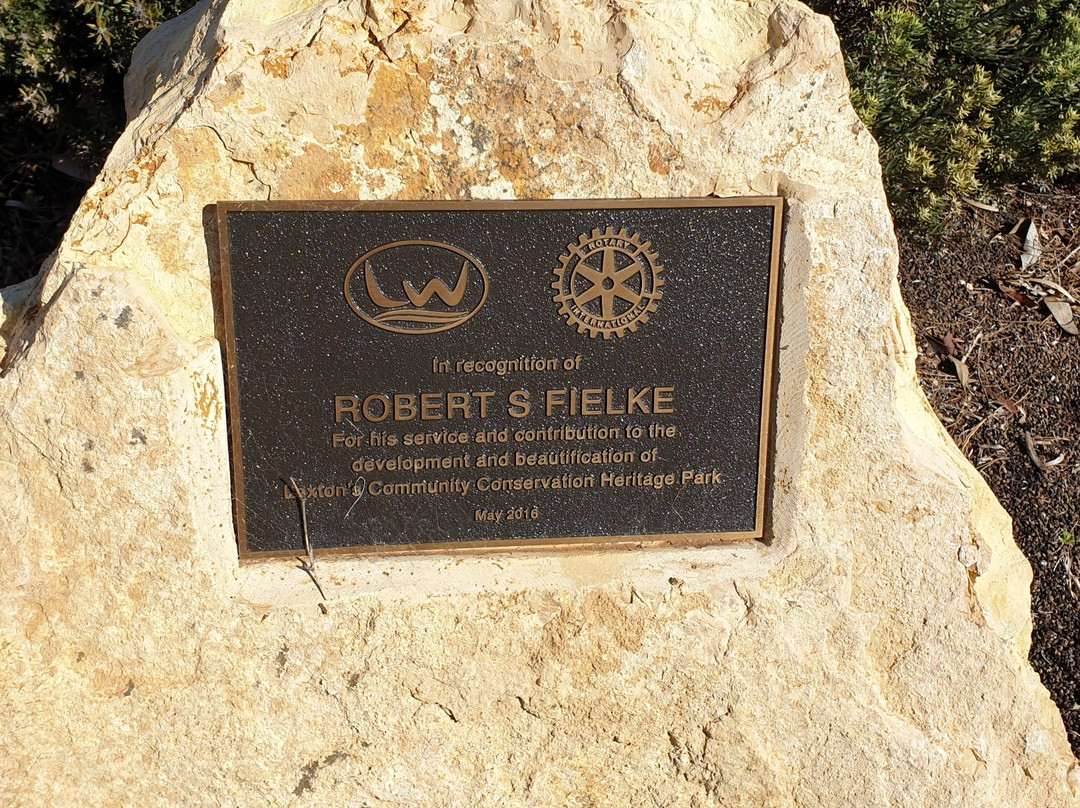 LW
ROTARY
INTERNATIONAL
In recognition of
ROBERT S FIELKE
For his service and contribution to the
development and beautification of
Loxton's Community Conservation Heritage Park
May 2016